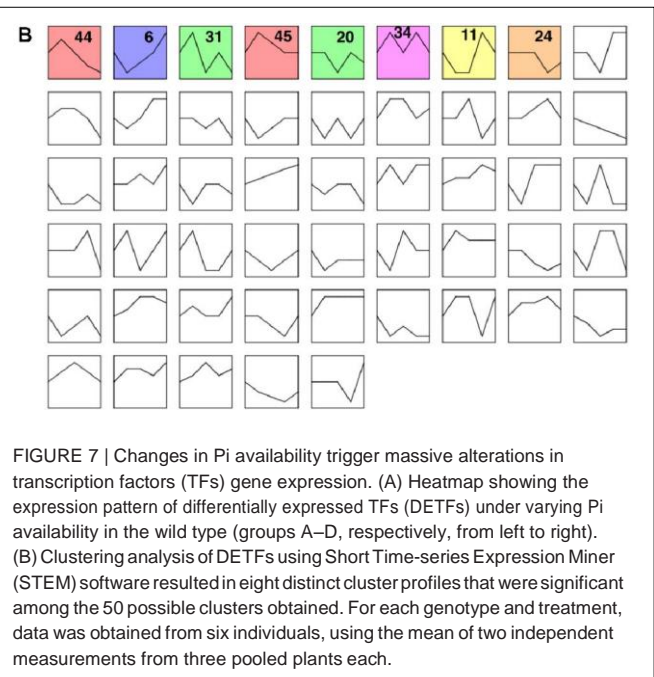 B
44 6 31 45 20 34 11 24
FIGURE 7 | Changes in Pi availability trigger massive alterations in
transcription factors (TFs) gene expression. (A) Heatmap showing the
expression pattern of differentially expressed TFs (DETFs) under varying Pi
availability in the wild type (groups A–D, respectively, from left to right).
(B) Clustering analysis of DETFs using Short Time-series Expression Miner
(STEM) software resulted in eight distinct cluster profiles that were significant
among the 50 possible clusters obtained. For each genotype and treatment,
data was obtained from six individuals, using the mean of two independent
measurements from three pooled plants each.